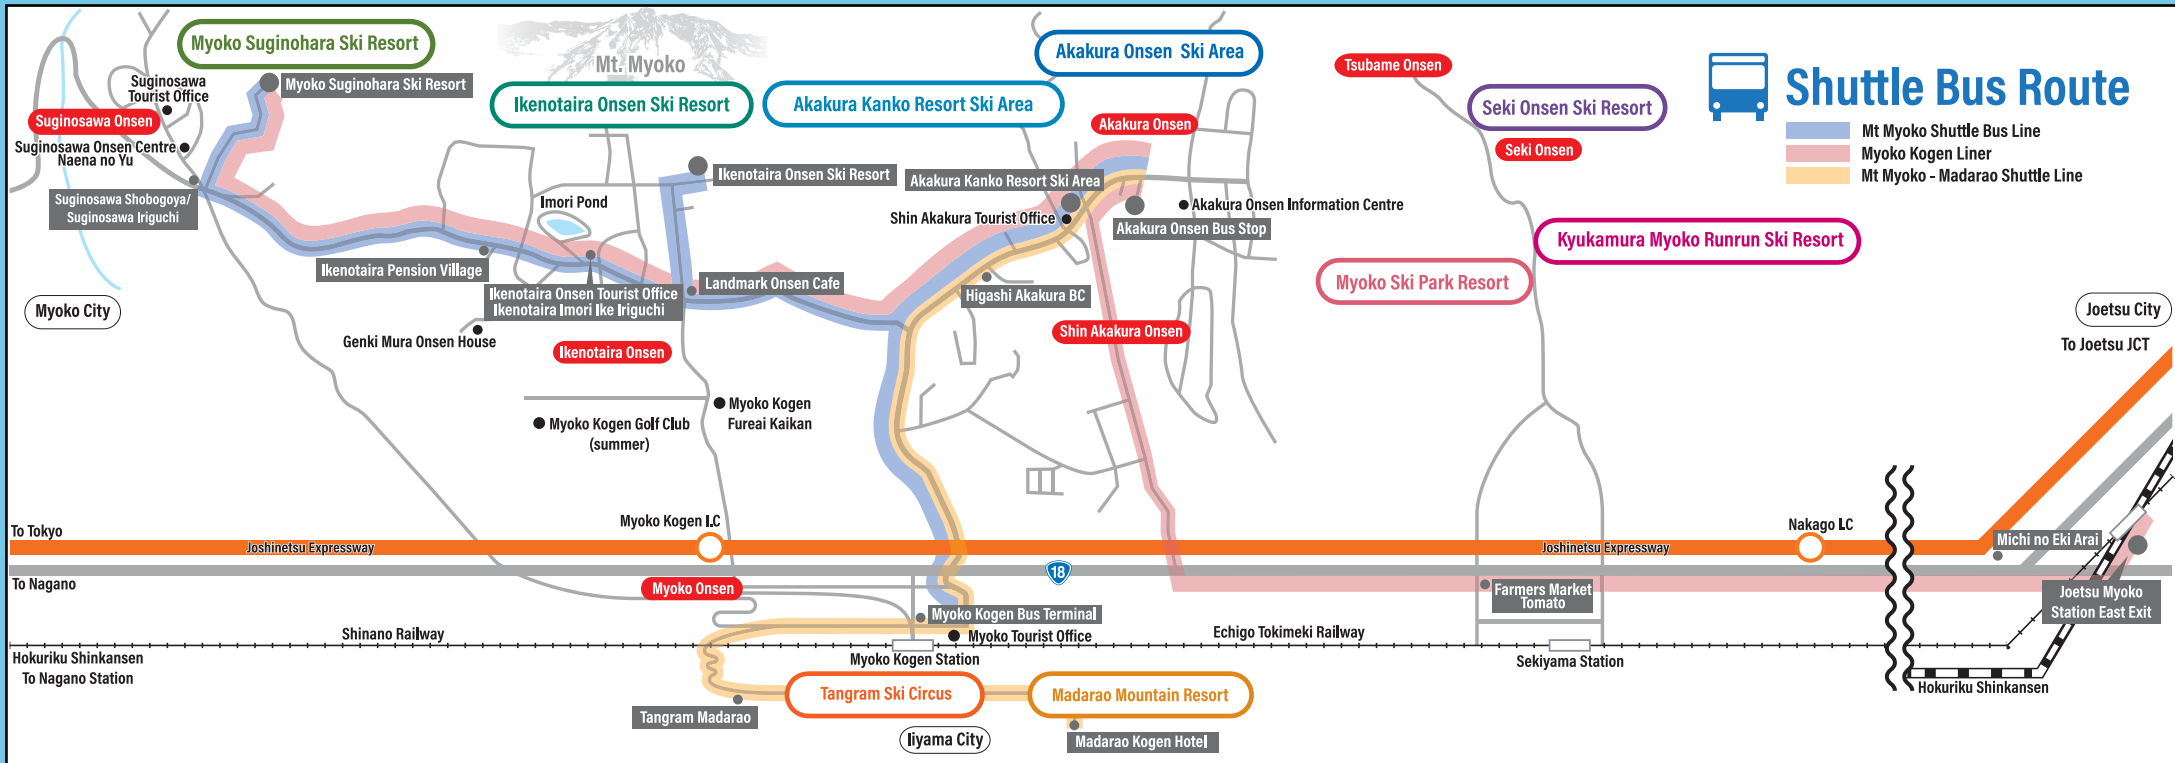 Shuttle Bus Route
Mt Myoko Shuttle Bus Line
Myoko Kogen Liner
Mt Myoko - Madarao Shuttle Line
Myoko Suginohara Ski Resort
Mt. Myoko
Akakura Onsen Ski Area
Ikenotaira Onsen Ski Resort
Akakura Kanko Resort Ski Area
Tsubame Onsen
Seki Onsen Ski Resort
Seki Onsen
Suginosawa
Tourist Office
Myoko Suginohara Ski Resort
Suginosawa Onsen
Suginosawa Onsen Centre
Naena no Yu
Suginosawa Shobogoya/
Suginosawa Iriguchi
Akakura Onsen
Ikenotaira Onsen Ski Resort
Akakura Kanko Resort Ski Area
Imori Pond
Shin Akakura Tourist Office
Akakura Onsen Information Centre
Akakura Onsen Bus Stop
Kyukamura Myoko Runrun Ski Resort
Myoko Ski Park Resort
Ikenotaira Pension Village
Ikenotaira Onsen Tourist Office
Ikenotaira Imori Ike Iriguchi
Landmark Onsen Cafe
Higashi Akakura BC
Myoko City
Joetsu City
To Joetsu JCT
Genki Mura Onsen House
Ikenotaira Onsen
Shin Akakura Onsen
Myoko Kogen
Fureai Kaikan
Myoko Kogen Golf Club
(summer)
To Tokyo
Myoko Kogen I.C
Nakago I.C
Joshinetsu Expressway
Joshinetsu Expressway
Michi no Eki Arai
To Nagano
18
Myoko Onsen
Farmers Market
Tomato
Joetsu Myoko
Station East Exit
Myoko Kogen Bus Terminal
Myoko Tourist Office
Shinano Railway
Echigo Tokimeki Railway
Hokuriku Shinkansen
To Nagano Station
Myoko Kogen Station
Sekiyama Station
Hokuriku Shinkansen
Tangram Ski Circus
Madarao Mountain Resort
Tangram Madarao
Iiyama City
Madarao Kogen Hotel